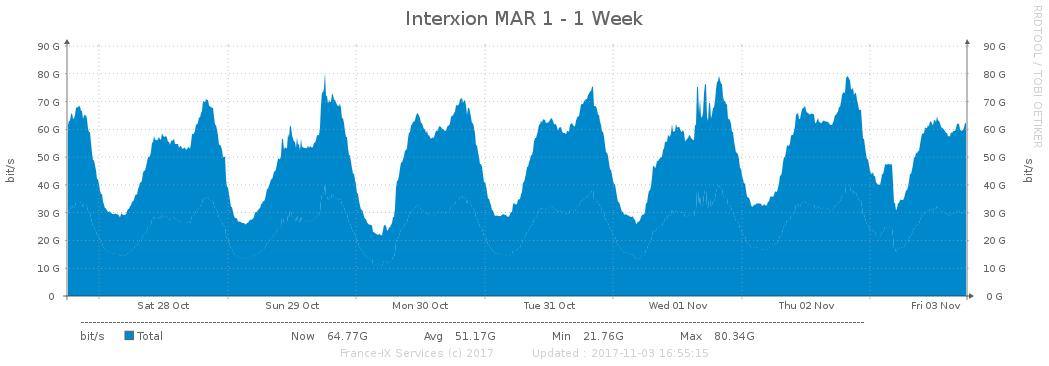 Interxion MAR 1 - 1 Week
RRDTOOL / TOBI OETIKER
90 G 90 G
80 G 80 G
70 G 70 G
60 G 60 G
50 G 50 G
40 G 40 G
30 G 30 G
20 G 20 G
10 G 10 G
0 0 G
bit/s
bit/s
Sat 28 Oct Sun 29 Oct Mon 30 Oct Tue 31 Oct Wed 01 Nov Thu 02 Nov Fri 03 Nov
bit/s Total Now 64.77G Avg 51.17G Min 21.76G Max 80.34G
France-IX Services (c) 2017 Updated : 2017-11-03 16:55:15